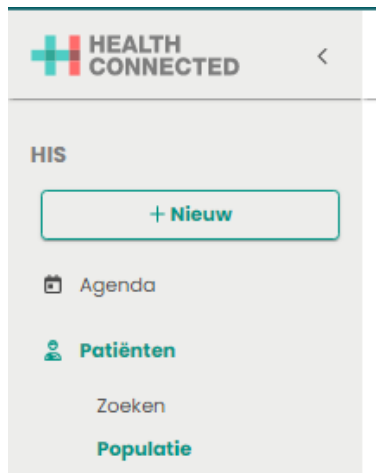 HEALTH
CONNECTED
HIS
+ Nieuw
Agenda
Patiënten
Zoeken
Populatie